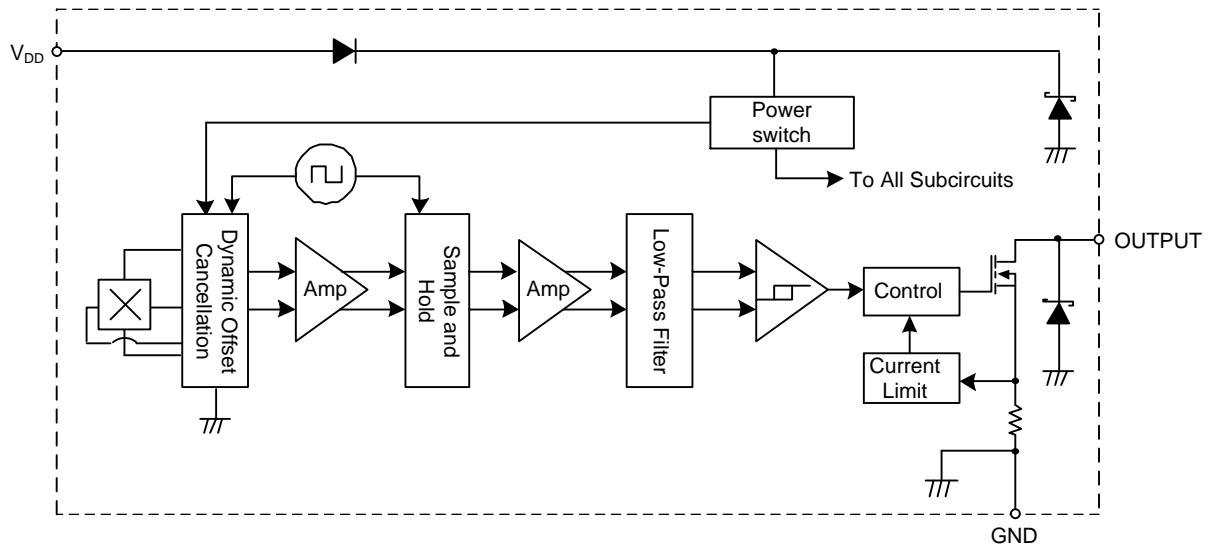 VDD
Power
switch
To All Subcircuits
Dynamic Offset
Cancellation
Amp
Sample and
Hold
Amp
Low-Pass Filter
Control
Current
Limit
OUTPUT
GND